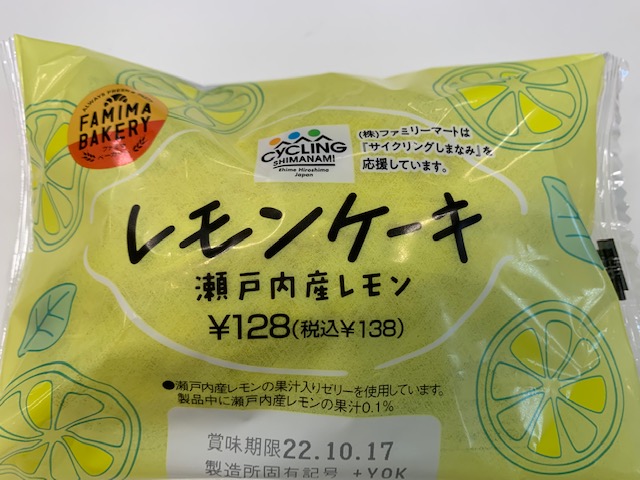 ALWAYS FRESH & TASTY
FAMIMA
BAKERY
CYCLING
SHIMANAMI
Ehime Hiroshima
Japan
(株)ファミリーマートは
『サイクリングしまなみ』を
応援しています。
レモンケーキ
瀬戸内産レモン
¥128(税込¥138)
●瀬戸内産レモンの果汁入りゼリーを使用しています。
製品中に瀬戸内産レモンの果汁0.1%
賞味期限22.10.17
製造所固有記号 +YOK